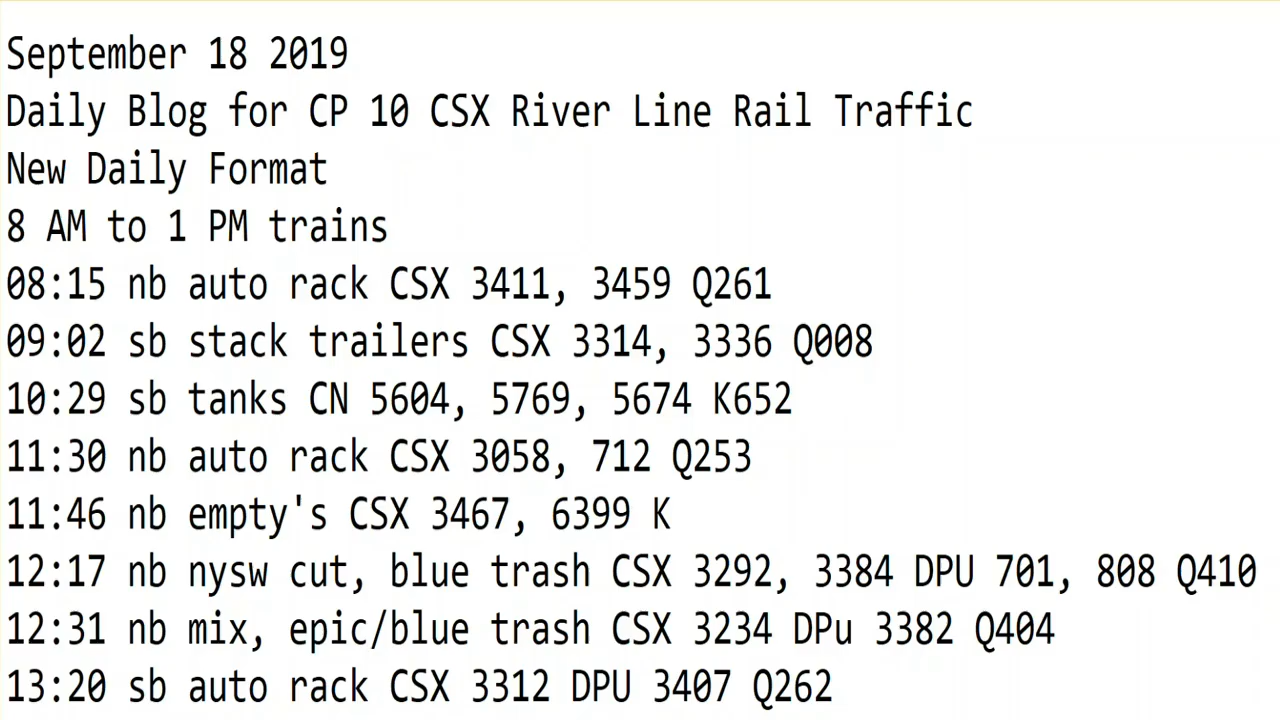 September 18 2019
Daily Blog for CP 10 CSX River Line Rail Traffic
New Daily Format
8 AM to 1 PM trains
08:15 nb auto rack CSX 3411, 3459 Q261
09:02 sb stack trailers CSX 3314, 3336 Q008
10:29 sb tanks CN 5604, 5769, 5674 K652
11:30 nb auto rack CSX 3058, 712 Q253
11:46 nb empty's CSX 3467, 6399 K
12:17 nb nysw cut, blue trash CSX 3292, 3384 DPU 701, 808 Q410
12:31 nb mix, epic/blue trash CSX 3234 DPu 3382 Q404
13:20 sb auto rack CSX 3312 DPU 3407 Q262